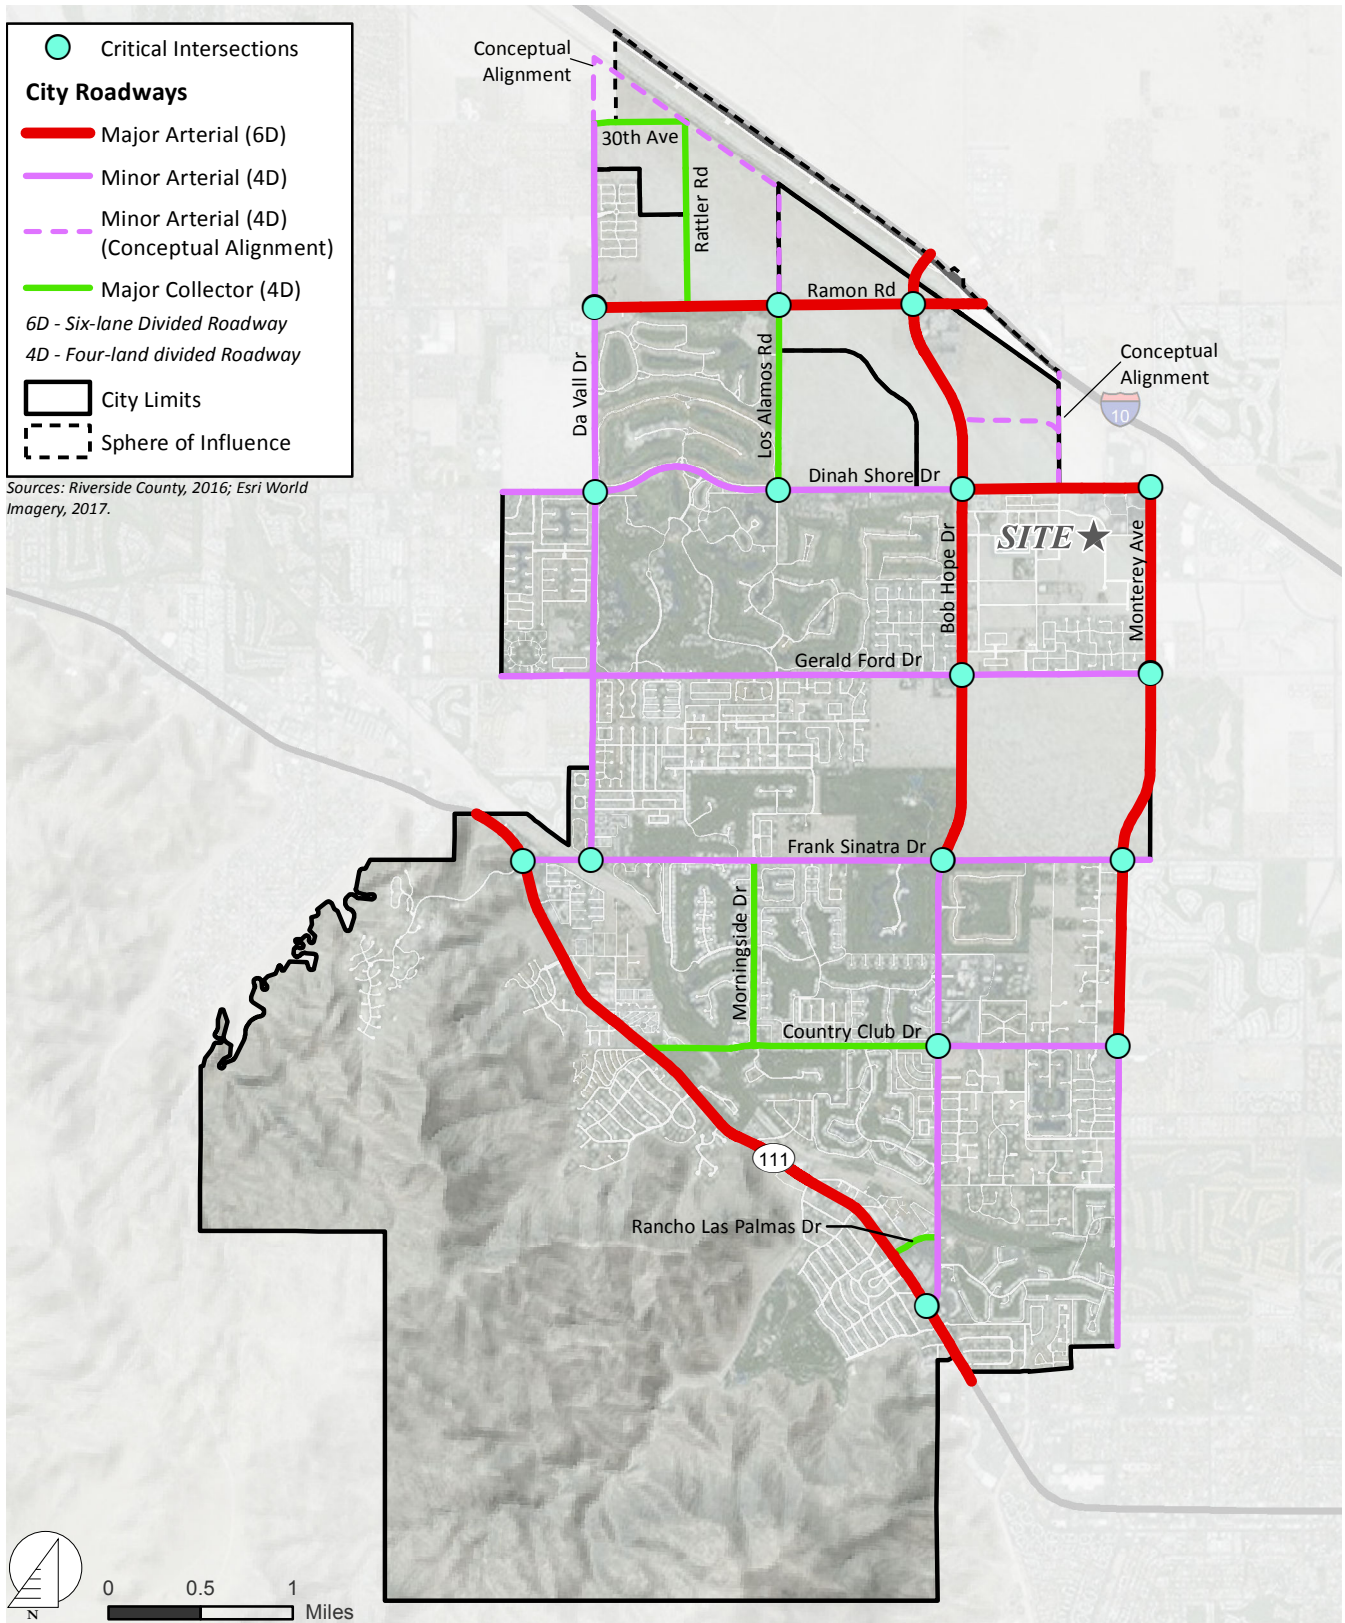 Critical Intersections
City Roadways
Major Arterial (6D)
Minor Arterial (4D)
Minor Arterial (4D)
(Conceptual Alignment)
Major Collector (4D)
6D - Six-lane Divided Roadway
4D - Four-land divided Roadway
City Limits
Sphere of Influence
Sources: Riverside County, 2016; Esri World
Imagery, 2017.
Conceptual
Alignment
30th Ave
Rattler Rd
Ramon Rd
Da Vall Dr
Los Alamos Rd
Conceptual
Alignment
10
Dinah Shore Dr
SITE
Bob Hope Dr
Monterey Ave
Gerald Ford Dr
Frank Sinatra Dr
Morningside Dr
Country Club Dr
111
Rancho Las Palmas Dr
N
0 0.5 1
Miles